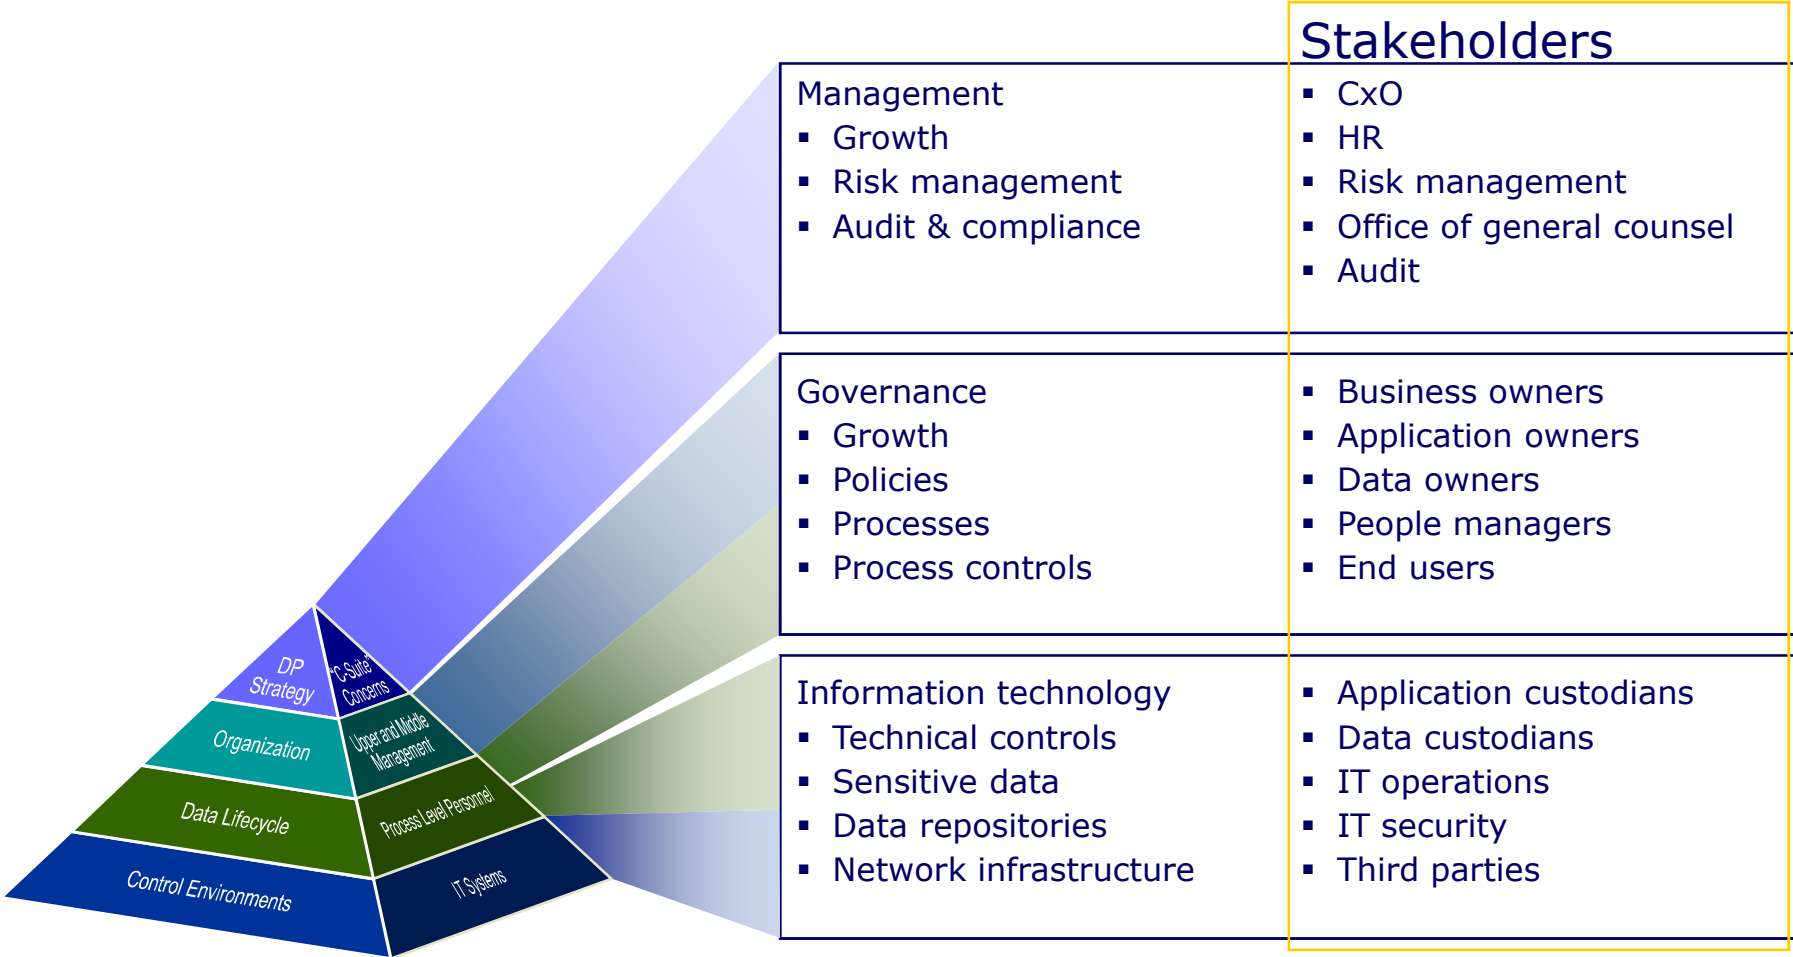 Stakeholders
Management
▪ Growth
▪ Risk management
▪ Audit & compliance
▪ CxO
▪ HR
▪ Risk management
▪ Office of general counsel
▪ Audit
Governance
▪ Growth
▪ Policies
▪ Processes
▪ Process controls
▪ Business owners
▪ Application owners
▪ Data owners
▪ People managers
▪ End users
Information technology
▪ Technical controls
▪ Sensitive data
▪ Data repositories
▪ Network infrastructure
▪ Application custodians
▪ Data custodians
▪ IT operations
▪ IT security
▪ Third parties
DP
Strategy
"C-Suite"
Concerns
Organization
Upper and Middle
Management
Data Lifecycle
Process Level Personnel
Control Environments
IT Systems